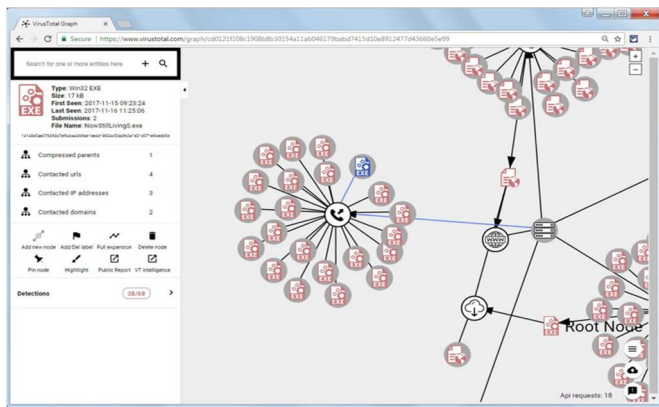 VirusTotal Graph
Secure | https://www.virustotal.com/graph/cd0121f108c1908b8b30154a11ab046179babd7415d10e8912477d43660e5e99
Search for one or more entities here
Type: Win32 EXE
Size: 17 kB
First Seen: 2017-11-15 09:23:24
Last Seen: 2017-11-16 11:25:06
Submissions: 2
File Name: NowStillLivingS.exe
Compressed parents 1
Contacted urls 4
Contacted IP addresses 3
Contacted domains 2
Add new node Add/Del label Full expansion Delete node
Pin node Hightlight Public Report VT Intelligence
Detections 38/68
EXE
WWW
Root Node
Api requests: 18